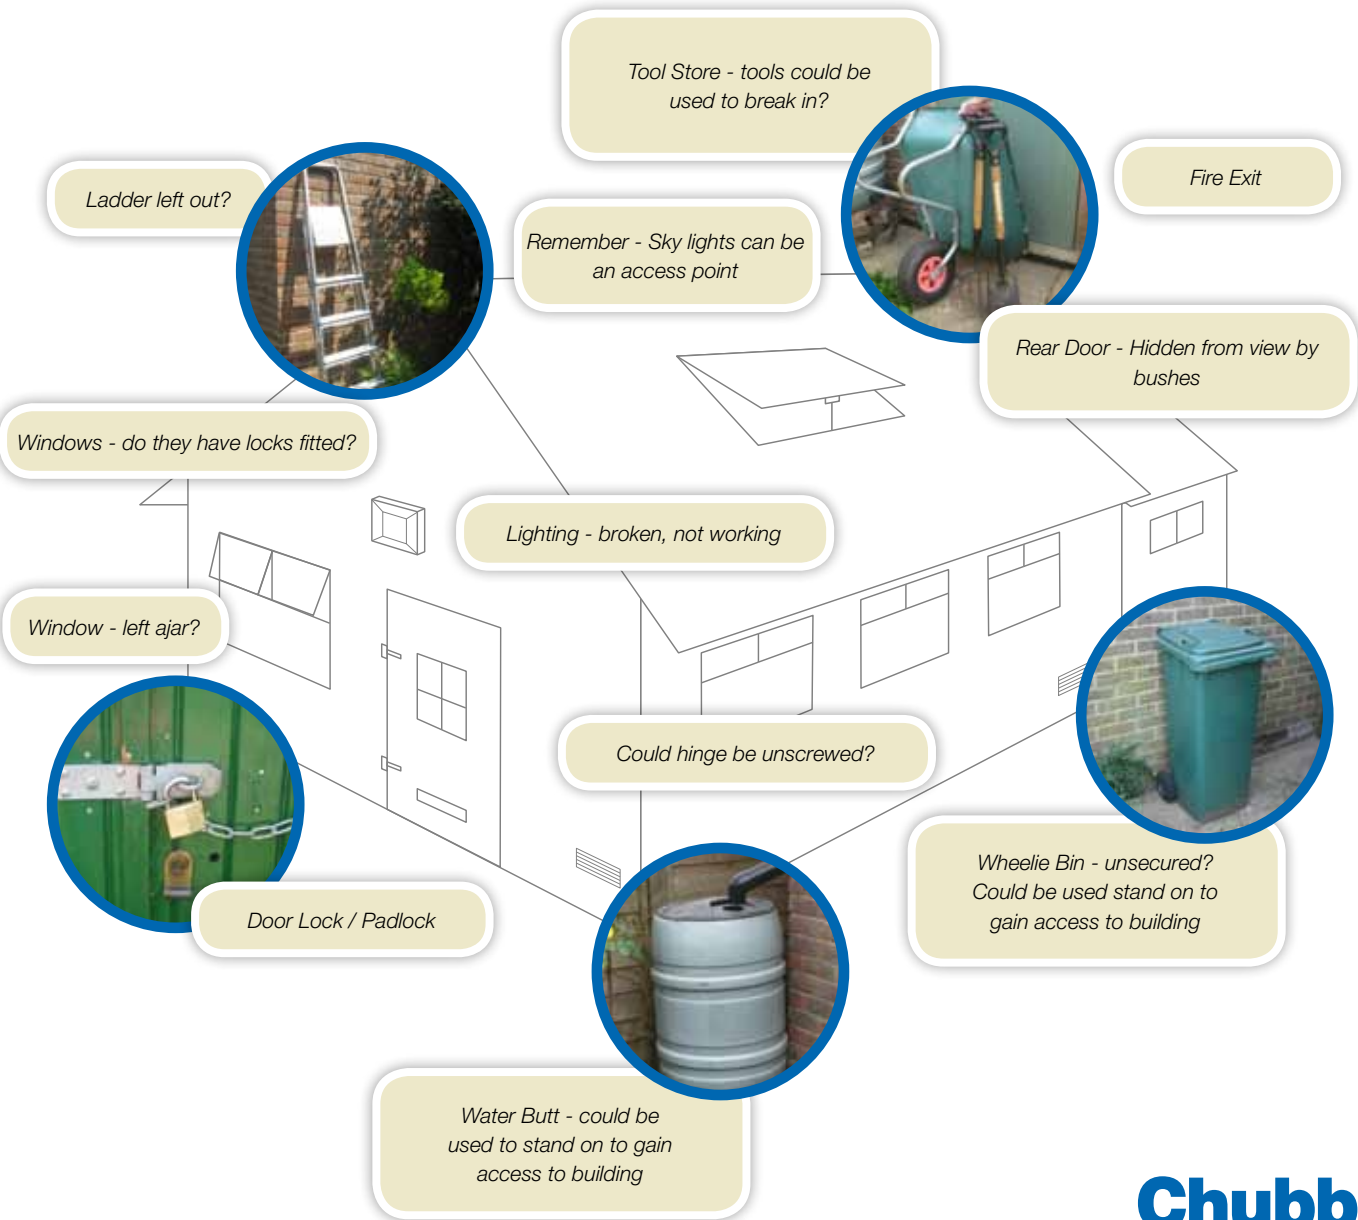 Tool Store - tools could be
used to break in?
Ladder left out?
Fire Exit
Remember - Sky lights can be
an access point
Rear Door - Hidden from view by
bushes
Windows - do they have locks fitted?
Lighting - broken, not working
Window - left ajar?
Could hinge be unscrewed?
Wheelie Bin - unsecured?
Could be used stand on to
gain access to building
Door Lock / Padlock
Water Butt - could be
used to stand on to gain
access to building
Chubb